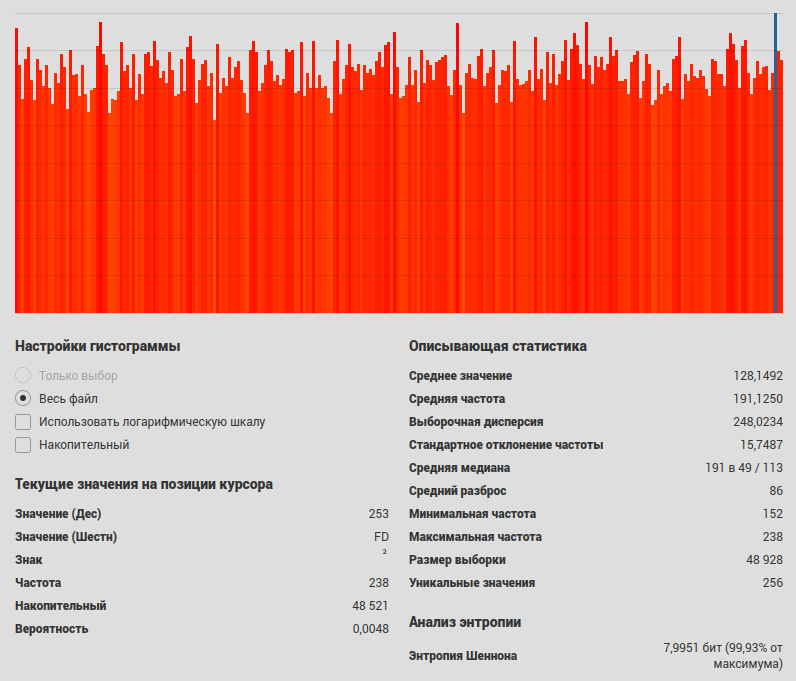 Настройки гистограммы
Только выбор
Весь файл
Использовать логарифмическую шкалу
Накопительный
Текущие значения на позиции курсора
Значение (Дес) 253
Значение (Шестн) FD
Знак ²
Частота 238
Накопительный 48 521
Вероятность 0,0048
Описывающая статистика
Среднее значение 128,1492
Средняя частота 191,1250
Выборочная дисперсия 248,0234
Стандартное отклонение частоты 15,7487
Средняя медиана 191 в 49 / 113
Средний разброс 86
Минимальная частота 152
Максимальная частота 238
Размер выборки 48 928
Уникальные значения 256
Анализ энтропии
Энтропия Шеннона 7,9951 бит (99,93% от
максимума)